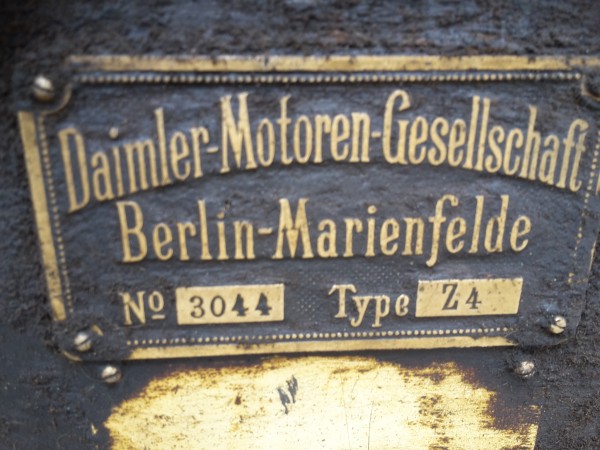 Daimler-Motoren-Gesellschaft
Berlin-Marienfelde
No 3044 Type Z4